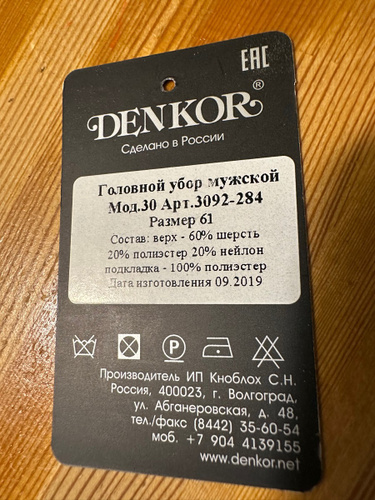 EAC
DENKOR®
Сделано в России
Головной убор мужской
Мод.30 Арт.3092-284
Размер 61
Состав: верх - 60% шерсть
20% полиэстер 20% нейлон
подкладка - 100% полиэстер
Дата изготовления 09.2019
P
Производитель ИП Кноблох С.Н.
Россия, 400023, г. Волгоград,
ул. Абганеровская, д. 48,
тел./факс (8442) 35-60-54
моб. +7 904 4139155
www.denkor.net